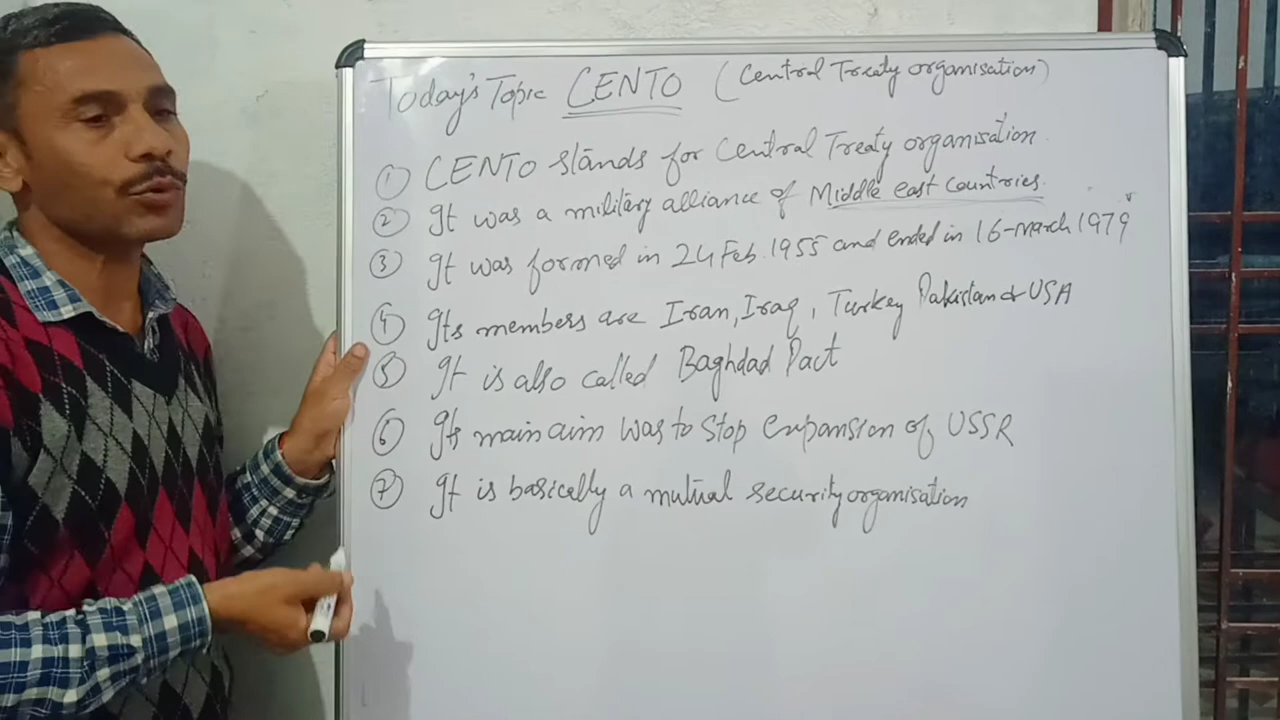 Today's Topic CENTO (Central Treaty organisation)
① CENTO stands for Central Treaty organisation.
② It was a military alliance of Middle east Countries.
③ It was formed in 24 Feb. 1955 and ended in 16-march 1979
④ Its members are Iran, Iraq, Turkey Pakistan & USA
⑤ It is also called Baghdad Pact
⑥ Its main aim was to stop expansion of USSR
⑦ It is basically a mutual security organisation